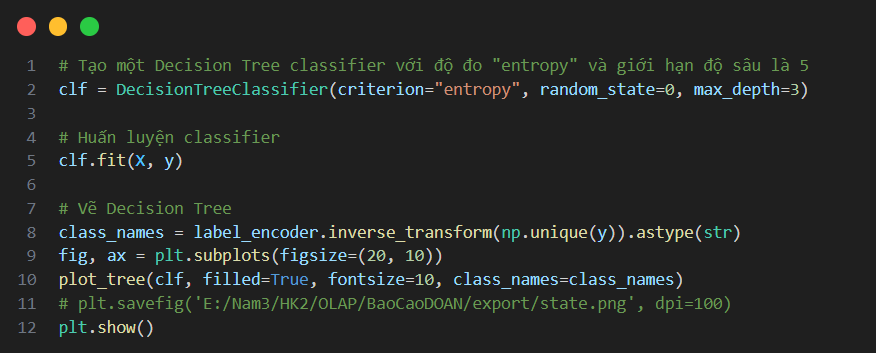 1 # Tạo một Decision Tree classifier với độ đo "entropy" và giới hạn độ sâu là 5
2 clf = DecisionTreeClassifier(criterion="entropy", random_state=0, max_depth=3)
3
4 # Huấn luyện classifier
5 clf.fit(X, y)
6
7 # Vẽ Decision Tree
8 class_names = label_encoder.inverse_transform(np.unique(y)).astype(str)
9 fig, ax = plt.subplots(figsize=(20, 10))
10 plot_tree(clf, filled=True, fontsize=10, class_names=class_names)
11 # plt.savefig('E:/Nam3/HK2/OLAP/BaoCaoDOAN/export/state.png', dpi=100)
12 plt.show()